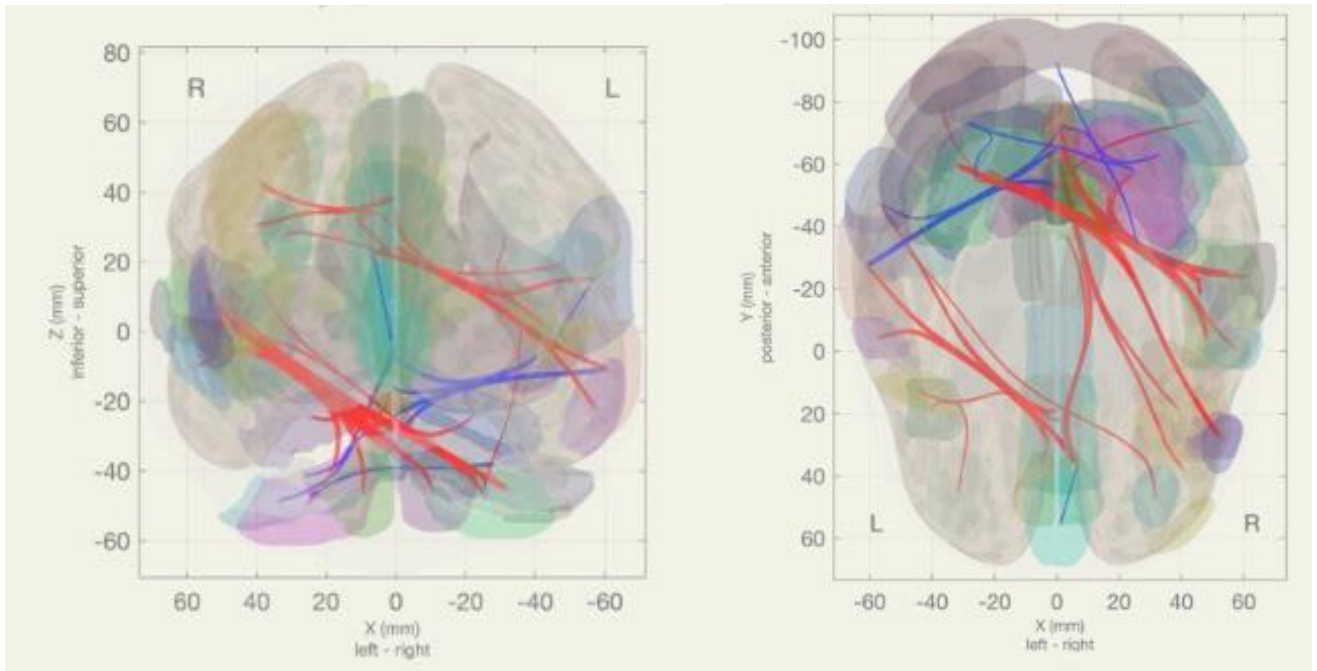 80
60
40
20
0
-20
-40
-60
R
L
Z (mm)
inferior - superior
60 40 20 0 -20 -40 -60
X (mm)
left - right
-100
-80
-60
-40
-20
0
20
40
60
L
R
Y (mm)
posterior - anterior
-60 -40 -20 0 20 40 60
X (mm)
left - right